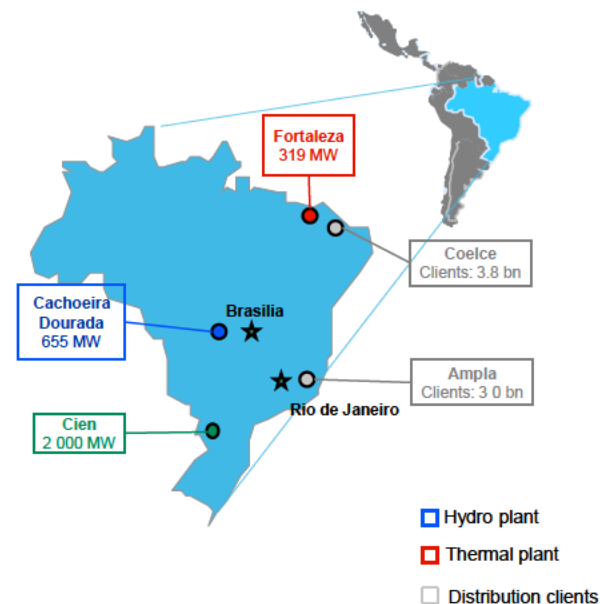 Fortaleza
319 MW
Coelce
Clients: 3.8 bn
Cachoeira
Dourada
655 MW
Brasilia
Ampla
Clients: 3 0 bn
Rio de Janeiro
Cien
2 000 MW
Hydro plant
Thermal plant
Distribution clients